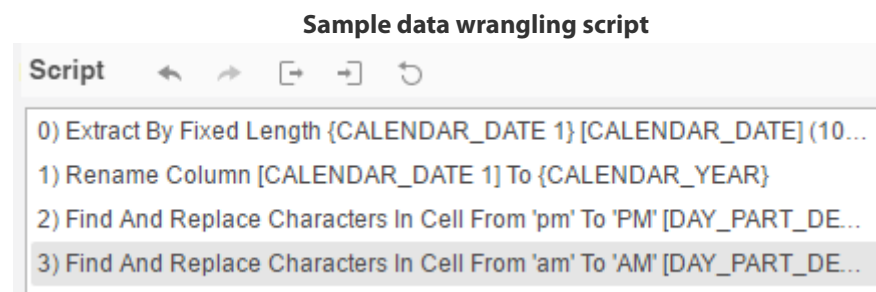 Sample data wrangling script
Script
0) Extract By Fixed Length {CALENDAR_DATE 1} [CALENDAR_DATE] (10...
1) Rename Column [CALENDAR_DATE 1] To {CALENDAR_YEAR}
2) Find And Replace Characters In Cell From 'pm' To 'PM' [DAY_PART_DE...
3) Find And Replace Characters In Cell From 'am' To 'AM' [DAY_PART_DE...